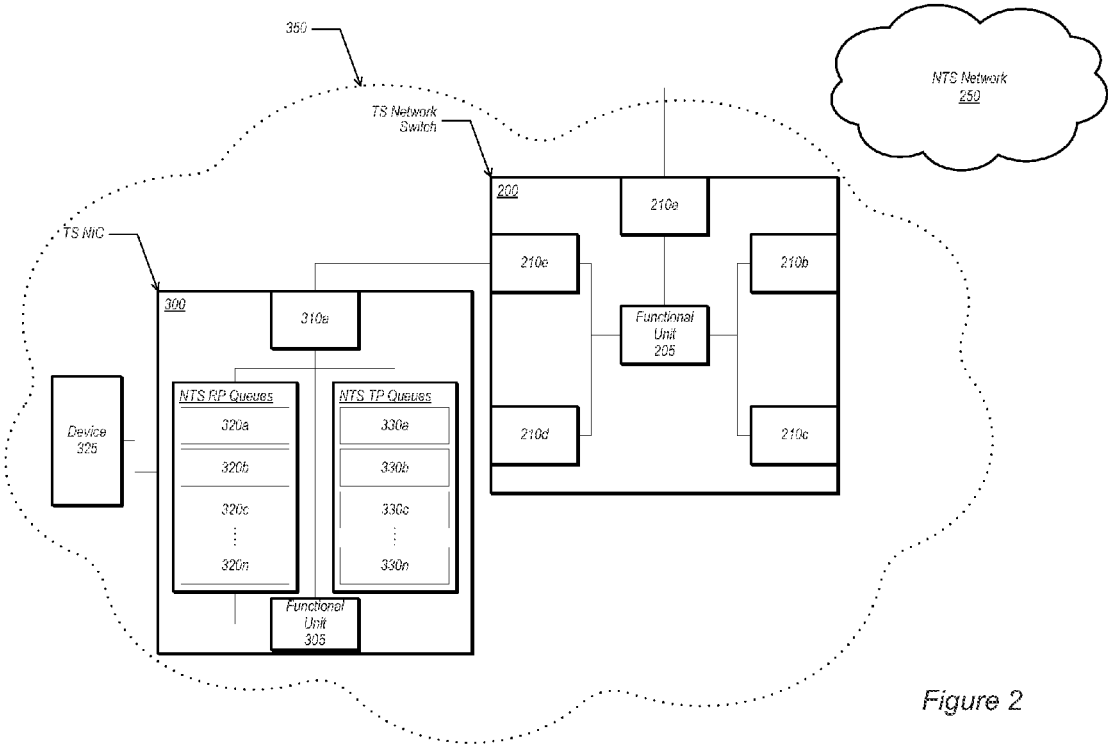 350
NTS Network
250
TS Network
Switch
200
210a
TS NIC
210e
210b
300
310a
Functional
Unit
205
NTS RP Queues
NTS TP Queues
Device
325
320a
330a
210d
210c
320b
330b
320c
330c
320n
330n
Functional
Unit
305
Figure 2